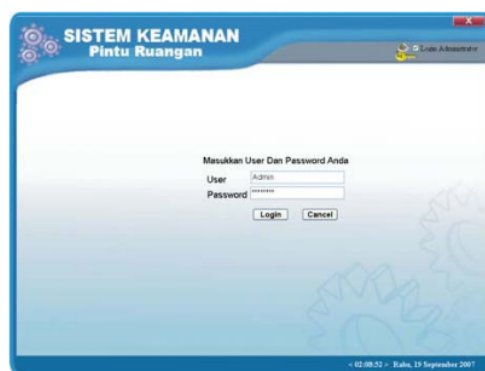 SISTEM KEAMANAN
Pintu Ruangan
Login Administrator
Masukkan User Dan Password Anda
User Admin
Password ********
Login Cancel
< 02:08:52 > Rabu, 19 September 2007